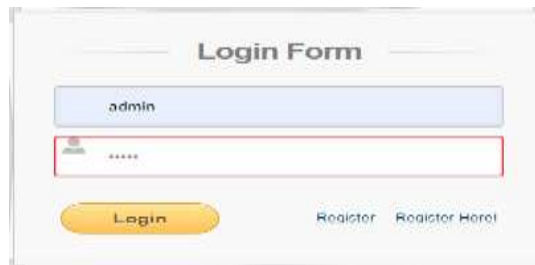 Login Form
admin
•••••
Login Register Register Here!